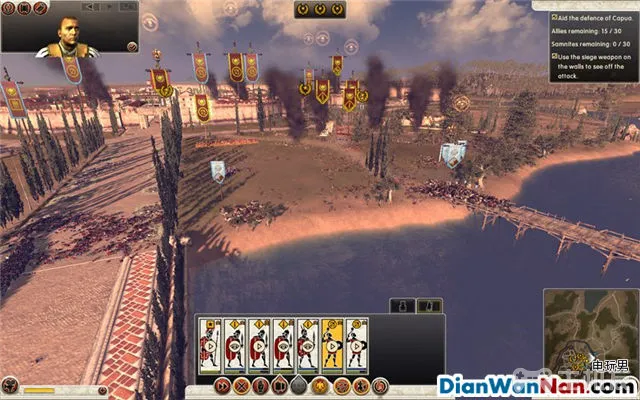 Aid the defence of Capua.
Allies remaining: 15 / 30
Samnites remaining: 0 / 30
Use the siege weapon on
the walls to see off the
attack.
电玩男
DianWanNan.com